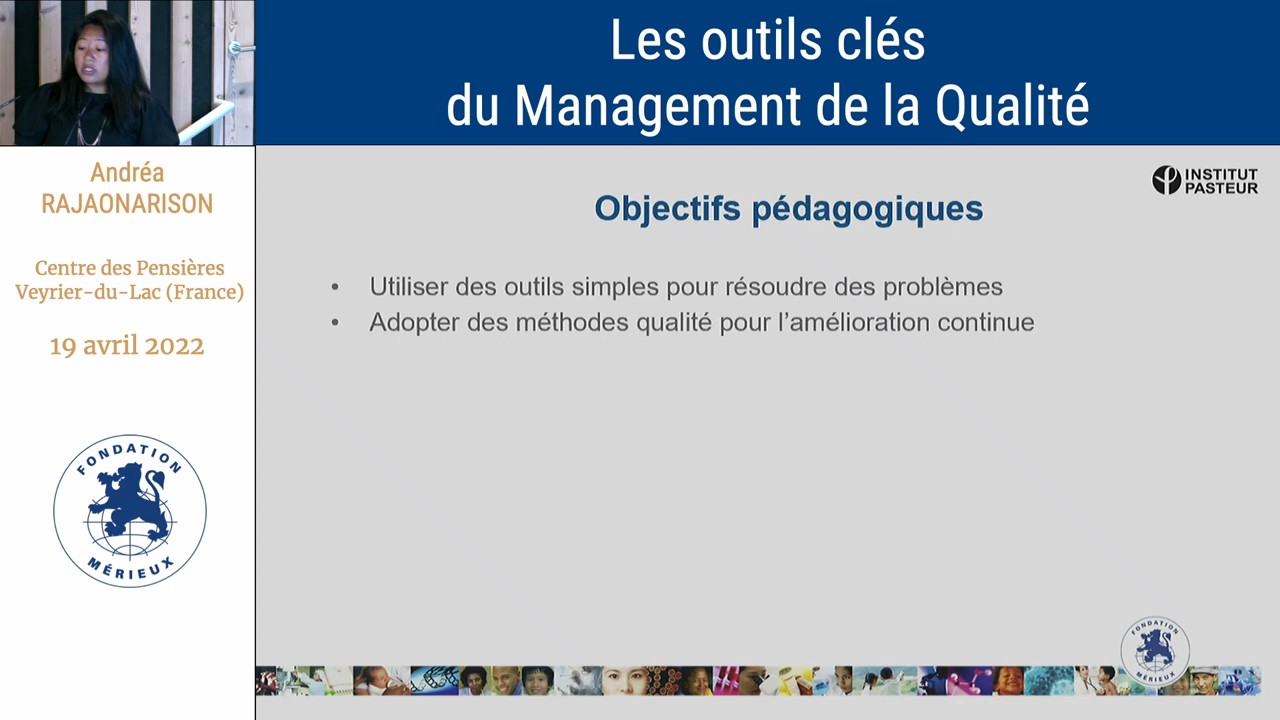 Les outils clés
du Management de la Qualité
Andréa
RAJAONARISON
Centre des Pensières
Veyrier-du-Lac (France)
19 avril 2022
FONDATION
MÉRIEUX
INSTITUT
PASTEUR
Objectifs pédagogiques
• Utiliser des outils simples pour résoudre des problèmes
• Adopter des méthodes qualité pour l’amélioration continue
FONDATION
MÉRIEUX